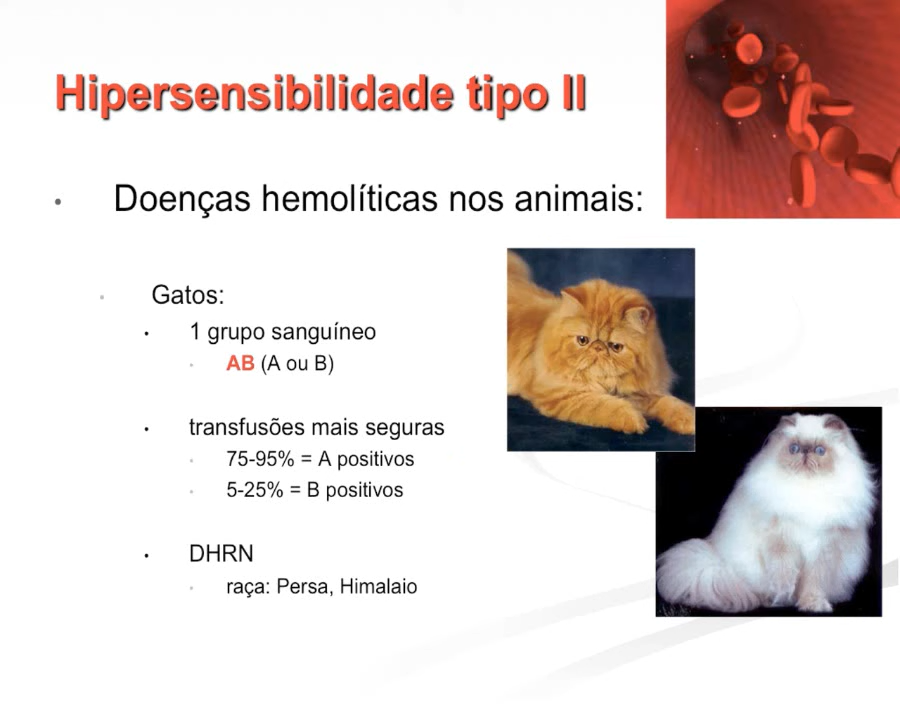 Hipersensibilidade tipo II
• Doenças hemolíticas nos animais:
▪ Gatos:
• 1 grupo sanguíneo
▪ AB (A ou B)
• transfusões mais seguras
▪ 75-95% = A positivos
▪ 5-25% = B positivos
• DHRN
▪ raça: Persa, Himalaio